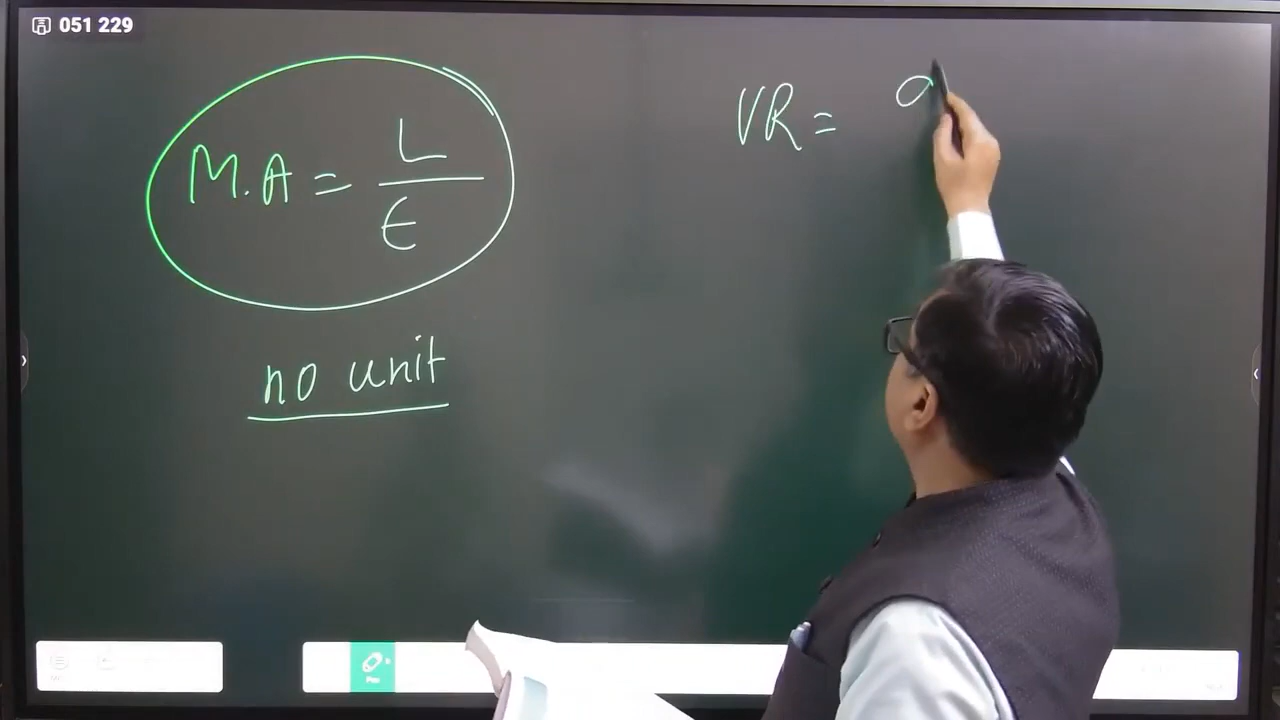 051 229
M.A = L
E
no unit
VR =